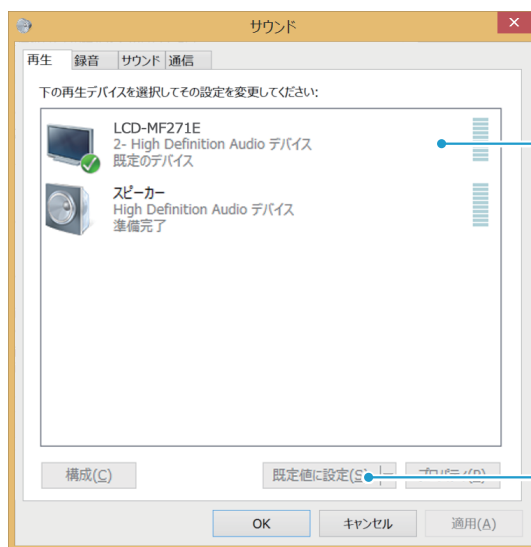 サウンド
再生 録音 サウンド 通信
下の再生デバイスを選択してその設定を変更してください:
LCD-MF271E
2- High Definition Audio デバイス
既定のデバイス
スピーカー
High Definition Audio デバイス
準備完了
構成(C) 既定値に設定(S) プロパティ(P)
OK キャンセル 適用(A)